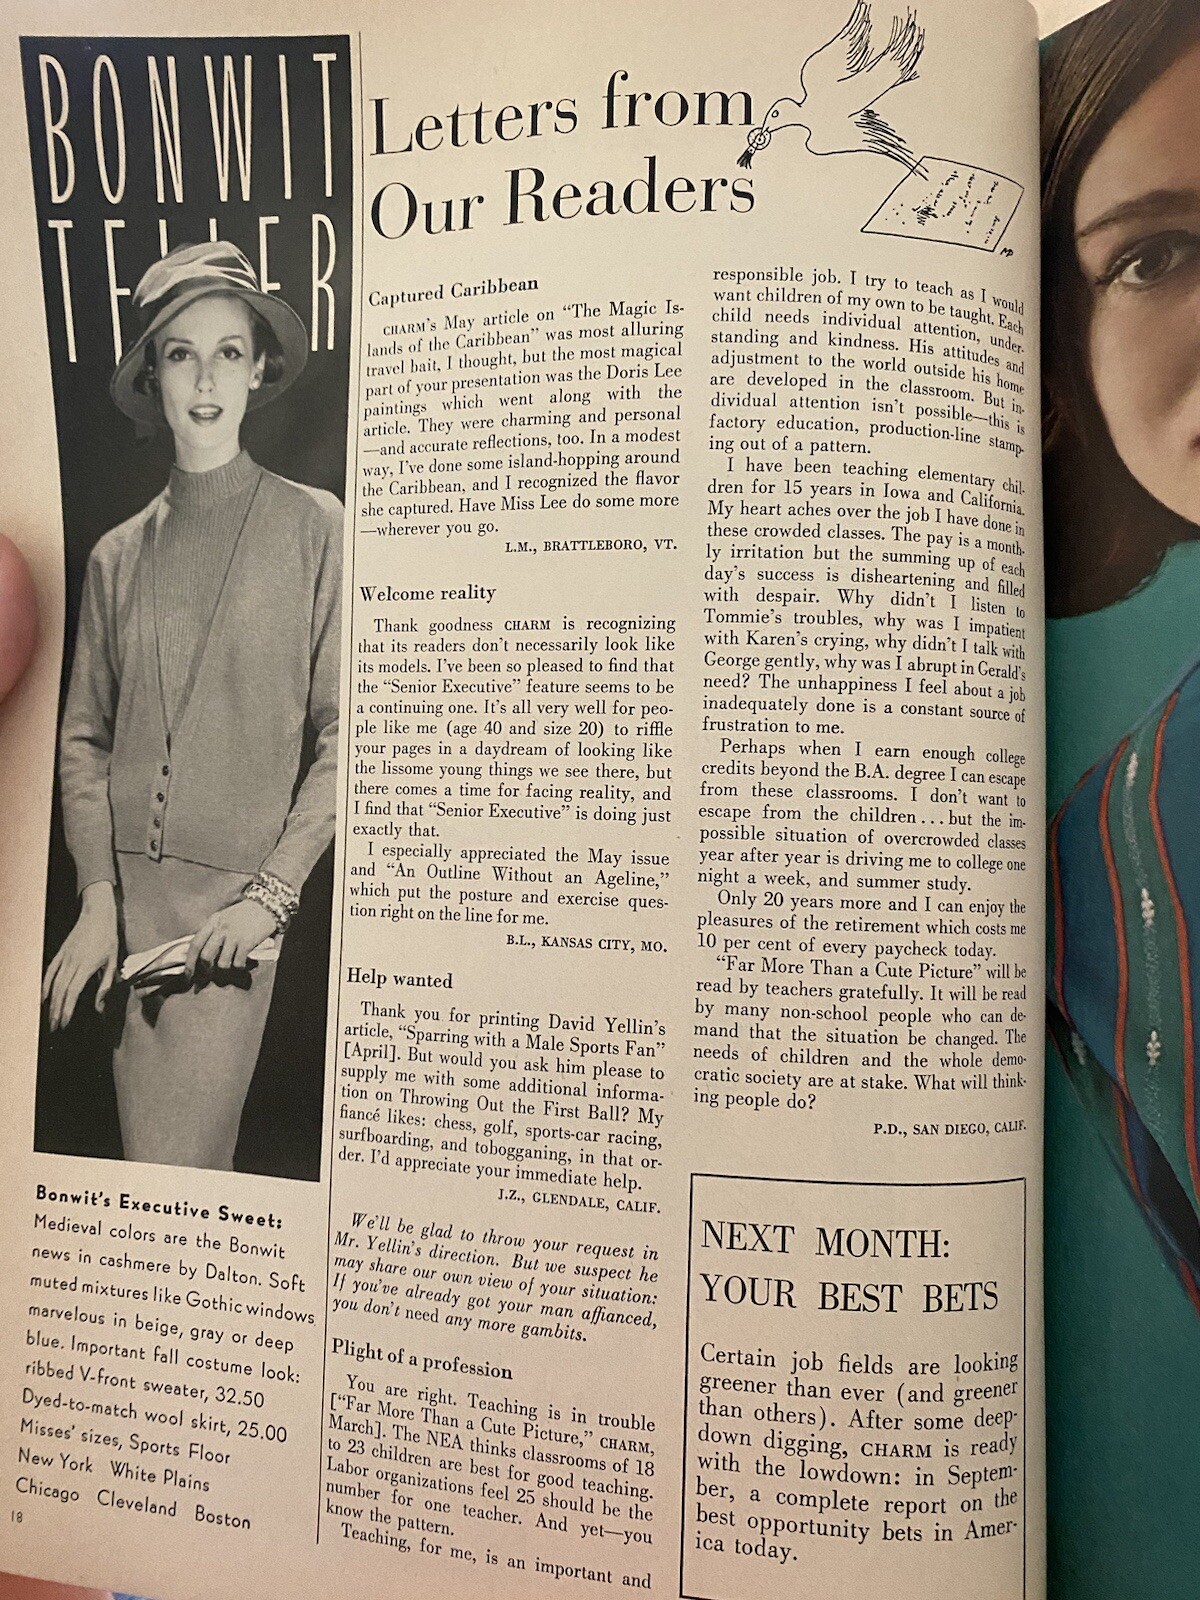 BONWIT
TELLER
Bonwit's Executive Sweet:
Medieval colors are the Bonwit
news in cashmere by Dalton. Soft
muted mixtures like Gothic windows
marvelous in beige, gray or deep
blue. Important fall costume look:
ribbed V-front sweater, 32.50
Dyed-to-match wool skirt, 25.00
Misses' sizes, Sports Floor
New York White Plains
Chicago Cleveland Boston
18
Letters from
Our Readers
MD
Captured Caribbean
CHARM's May article on “The Magic Is-
lands of the Caribbean” was most alluring
travel bait, I thought, but the most magical
part of your presentation was the Doris Lee
paintings which went along with the
article. They were charming and personal
—and accurate reflections, too. In a modest
way, I've done some island-hopping around
the Caribbean, and I recognized the flavor
she captured. Have Miss Lee do some more
—wherever you go.
L.M., BRATTLEBORO, VT.
Welcome reality
Thank goodness CHARM is recognizing
that its readers don't necessarily look like
its models. I've been so pleased to find that
the “Senior Executive” feature seems to be
a continuing one. It's all very well for peo-
ple like me (age 40 and size 20) to riffle
your pages in a daydream of looking like
the lissome young things we see there, but
there comes a time for facing reality, and
I find that “Senior Executive” is doing just
exactly that.
I especially appreciated the May issue
and “An Outline Without an Ageline,”
which put the posture and exercise ques-
tion right on the line for me.
B.L., KANSAS CITY, MO.
Help wanted
Thank you for printing David Yellin's
article, “Sparring with a Male Sports Fan”
[April]. But would you ask him please to
supply me with some additional informa-
tion on Throwing Out the First Ball? My
fiancé likes: chess, golf, sports-car racing,
surfboarding, and tobogganing, in that or-
der. I'd appreciate your immediate help.
J.Z., GLENDALE, CALIF.
We'll be glad to throw your request in
Mr. Yellin's direction. But we suspect he
may share our own view of your situation:
If you've already got your man affianced,
you don't need any more gambits.
Plight of a profession
You are right. Teaching is in trouble
[“Far More Than a Cute Picture,” CHARM,
March]. The NEA thinks classrooms of 18
to 23 children are best for good teaching.
Labor organizations feel 25 should be the
number for one teacher. And yet—you
know the pattern.
Teaching, for me, is an important and
responsible job. I try to teach as I would
want children of my own to be taught. Each
child needs individual attention, under-
standing and kindness. His attitudes and
adjustment to the world outside his home
are developed in the classroom. But in-
dividual attention isn't possible—this is
factory education, production-line stamp-
ing out of a pattern.
I have been teaching elementary chil-
dren for 15 years in Iowa and California.
My heart aches over the job I have done in
these crowded classes. The pay is a month-
ly irritation but the summing up of each
day's success is disheartening and filled
with despair. Why didn't I listen to
Tommie's troubles, why was I impatient
with Karen's crying, why didn't I talk with
George gently, why was I abrupt in Gerald's
need? The unhappiness I feel about a job
inadequately done is a constant source of
frustration to me.
Perhaps when I earn enough college
credits beyond the B.A. degree I can escape
from these classrooms. I don't want to
escape from the children ... but the im-
possible situation of overcrowded classes
year after year is driving me to college one
night a week, and summer study.
Only 20 years more and I can enjoy the
pleasures of the retirement which costs me
10 per cent of every paycheck today.
“Far More Than a Cute Picture” will be
read by teachers gratefully. It will be read
by many non-school people who can de-
mand that the situation be changed. The
needs of children and the whole demo-
cratic society are at stake. What will think-
ing people do?
P.D., SAN DIEGO, CALIF.
NEXT MONTH:
YOUR BEST BETS
Certain job fields are looking
greener than ever (and greener
than others). After some deep-
down digging, CHARM is ready
with the lowdown: in Septem-
ber, a complete report on the
best opportunity bets in Amer-
ica today.